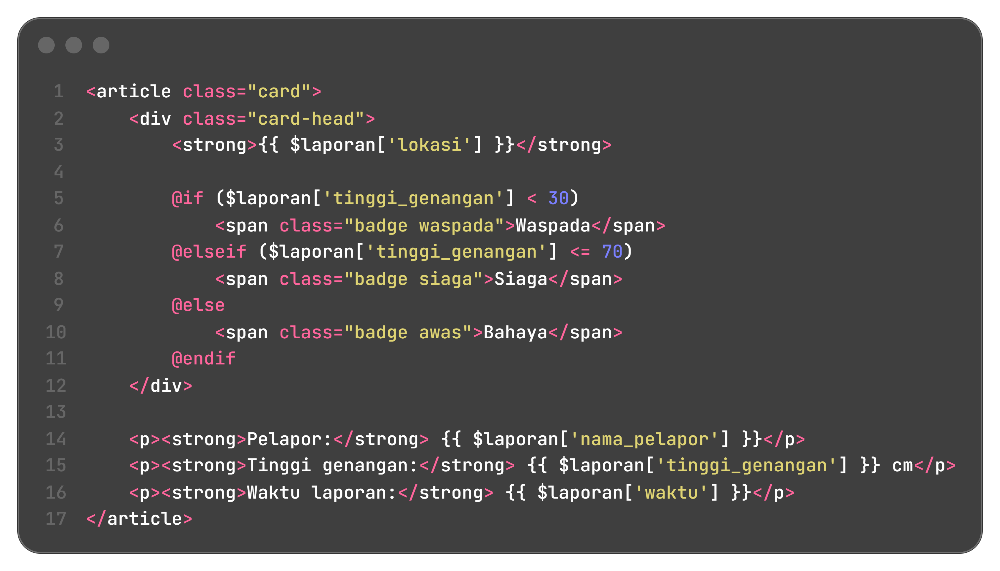 1 <article class="card">
2     <div class="card-head">
3         <strong>{{ $laporan['lokasi'] }}</strong>
4
5         @if ($laporan['tinggi_genangan'] < 30)
6             <span class="badge waspada">Waspada</span>
7         @elseif ($laporan['tinggi_genangan'] <= 70)
8             <span class="badge siaga">Siaga</span>
9         @else
10             <span class="badge awas">Bahaya</span>
11         @endif
12     </div>
13
14     <p><strong>Pelapor:</strong> {{ $laporan['nama_pelapor'] }}</p>
15     <p><strong>Tinggi genangan:</strong> {{ $laporan['tinggi_genangan'] }} cm</p>
16     <p><strong>Waktu laporan:</strong> {{ $laporan['waktu'] }}</p>
17 </article>